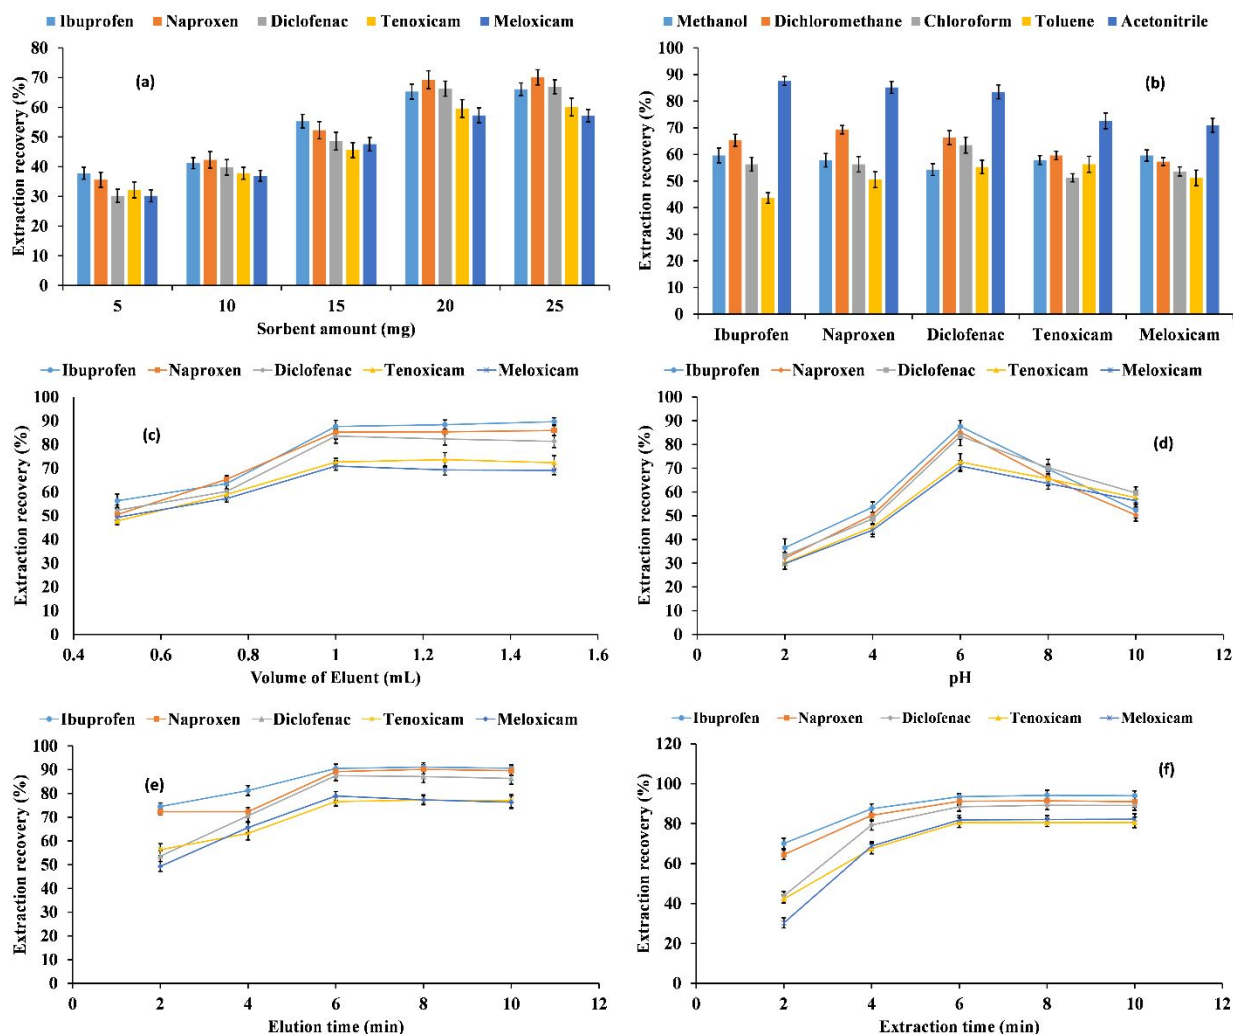 Ibuprofen Naproxen Diclofenac Tenoxicam Meloxicam
80
70
60
50
40
30
20
10
0
Extraction recovery (%)
(a)
5 10 15 20 25
Sorbent amount (mg)
Methanol Dichloromethane Chloroform Toluene Acetonitrile
100
90
80
70
60
50
40
30
20
10
0
Extraction recovery (%)
(b)
Ibuprofen Naproxen Diclofenac Tenoxicam Meloxicam
Ibuprofen Naproxen Diclofenac Tenoxicam Meloxicam
100
90
80
70
60
50
40
30
20
10
0
Extraction recovery (%)
(c)
0.4 0.6 0.8 1 1.2 1.4 1.6
Volume of Eluent (mL)
Ibuprofen Naproxen Diclofenac Tenoxicam Meloxicam
100
90
80
70
60
50
40
30
20
10
0
Extraction recovery (%)
(d)
0 2 4 6 8 10 12
pH
Ibuprofen Naproxen Diclofenac Tenoxicam Meloxicam
100
90
80
70
60
50
40
30
20
10
0
Extraction recovery (%)
(e)
0 2 4 6 8 10 12
Elution time (min)
Ibuprofen Naproxen Diclofenac Tenoxicam Meloxicam
120
100
80
60
40
20
0
Extraction recovery (%)
(f)
0 2 4 6 8 10 12
Extraction time (min)